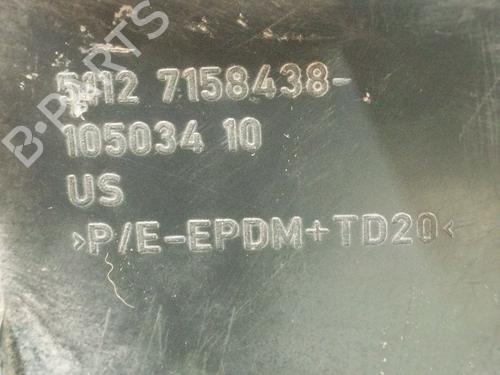 5112 7158438-
105034 10
US
>P/E-EPDM+TD20<
B-PARTS